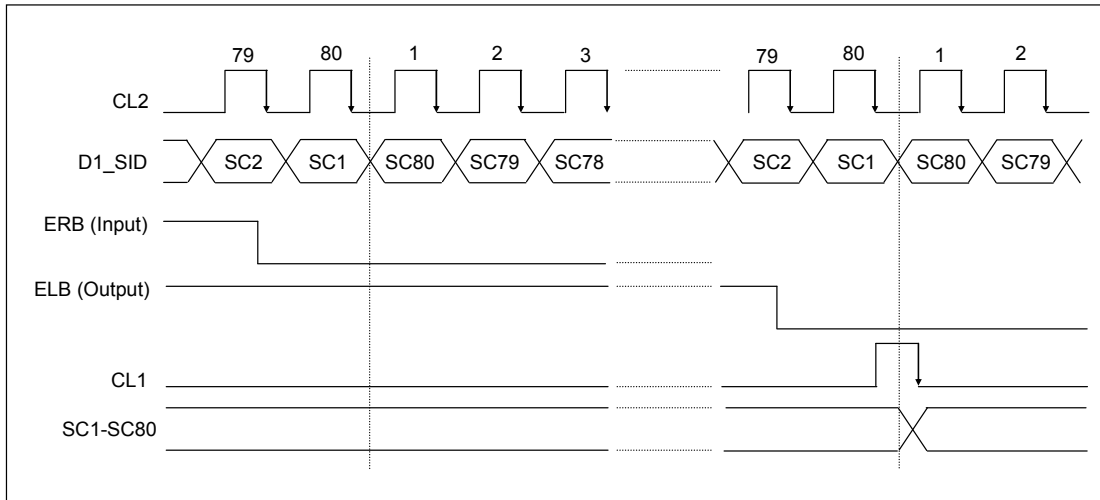 79 80 1 2 3 79 80 1 2
CL2
D1_SID SC2 SC1 SC80 SC79 SC78 SC2 SC1 SC80 SC79
ERB (Input)
ELB (Output)
CL1
SC1-SC80